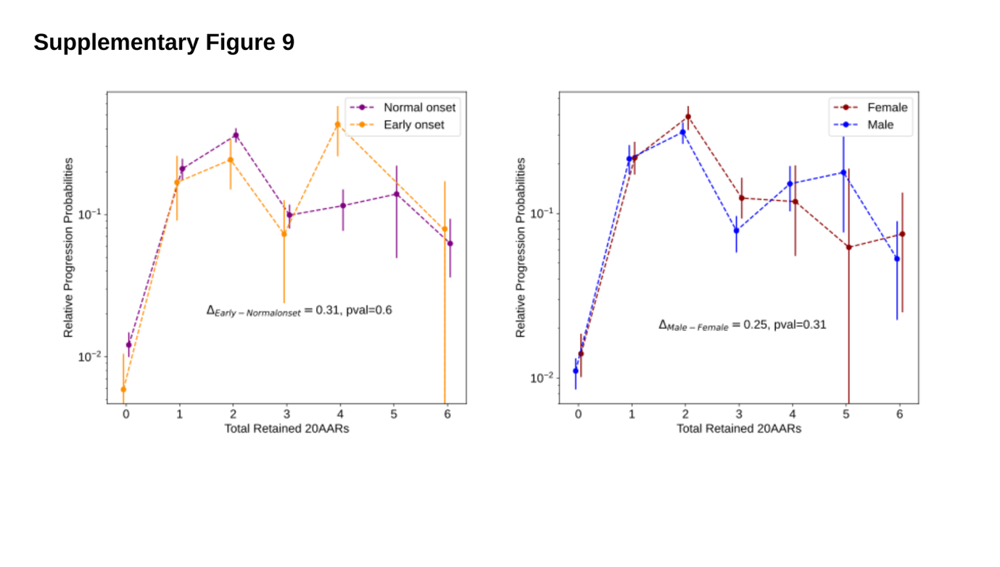 Supplementary Figure 9
Normal onset
Early onset
Relative Progression Probabilities
10−1
10−2
ΔEarly − Normalonset = 0.31, pval=0.6
0 1 2 3 4 5 6
Total Retained 20AARs
Female
Male
Relative Progression Probabilities
10−1
10−2
ΔMale − Female = 0.25, pval=0.31
0 1 2 3 4 5 6
Total Retained 20AARs